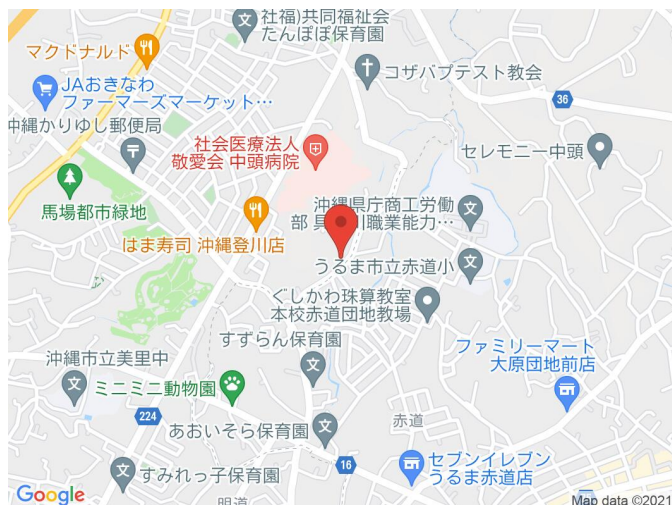 社福)共同福祉会
たんぽぽ保育園
マクドナルド
コザバプテスト教会
JAおきなわ
ファーマーズマーケット…
36
沖縄かりゆし郵便局
社会医療法人
敬愛会 中頭病院
セレモニー中頭
馬場都市緑地
沖縄県庁商工労働
部 具 川職業能力…
はま寿司 沖縄登川店
うるま市立赤道小
ぐしかわ珠算教室
本校赤道団地教場
すずらん保育園
沖縄市立美里中
ファミリーマート
大原団地前店
ミニミニ動物園
224
赤道
あおいそら保育園
16
セブンイレブン
うるま赤道店
すみれっ子保育園
明道
Google
Map data ©2021